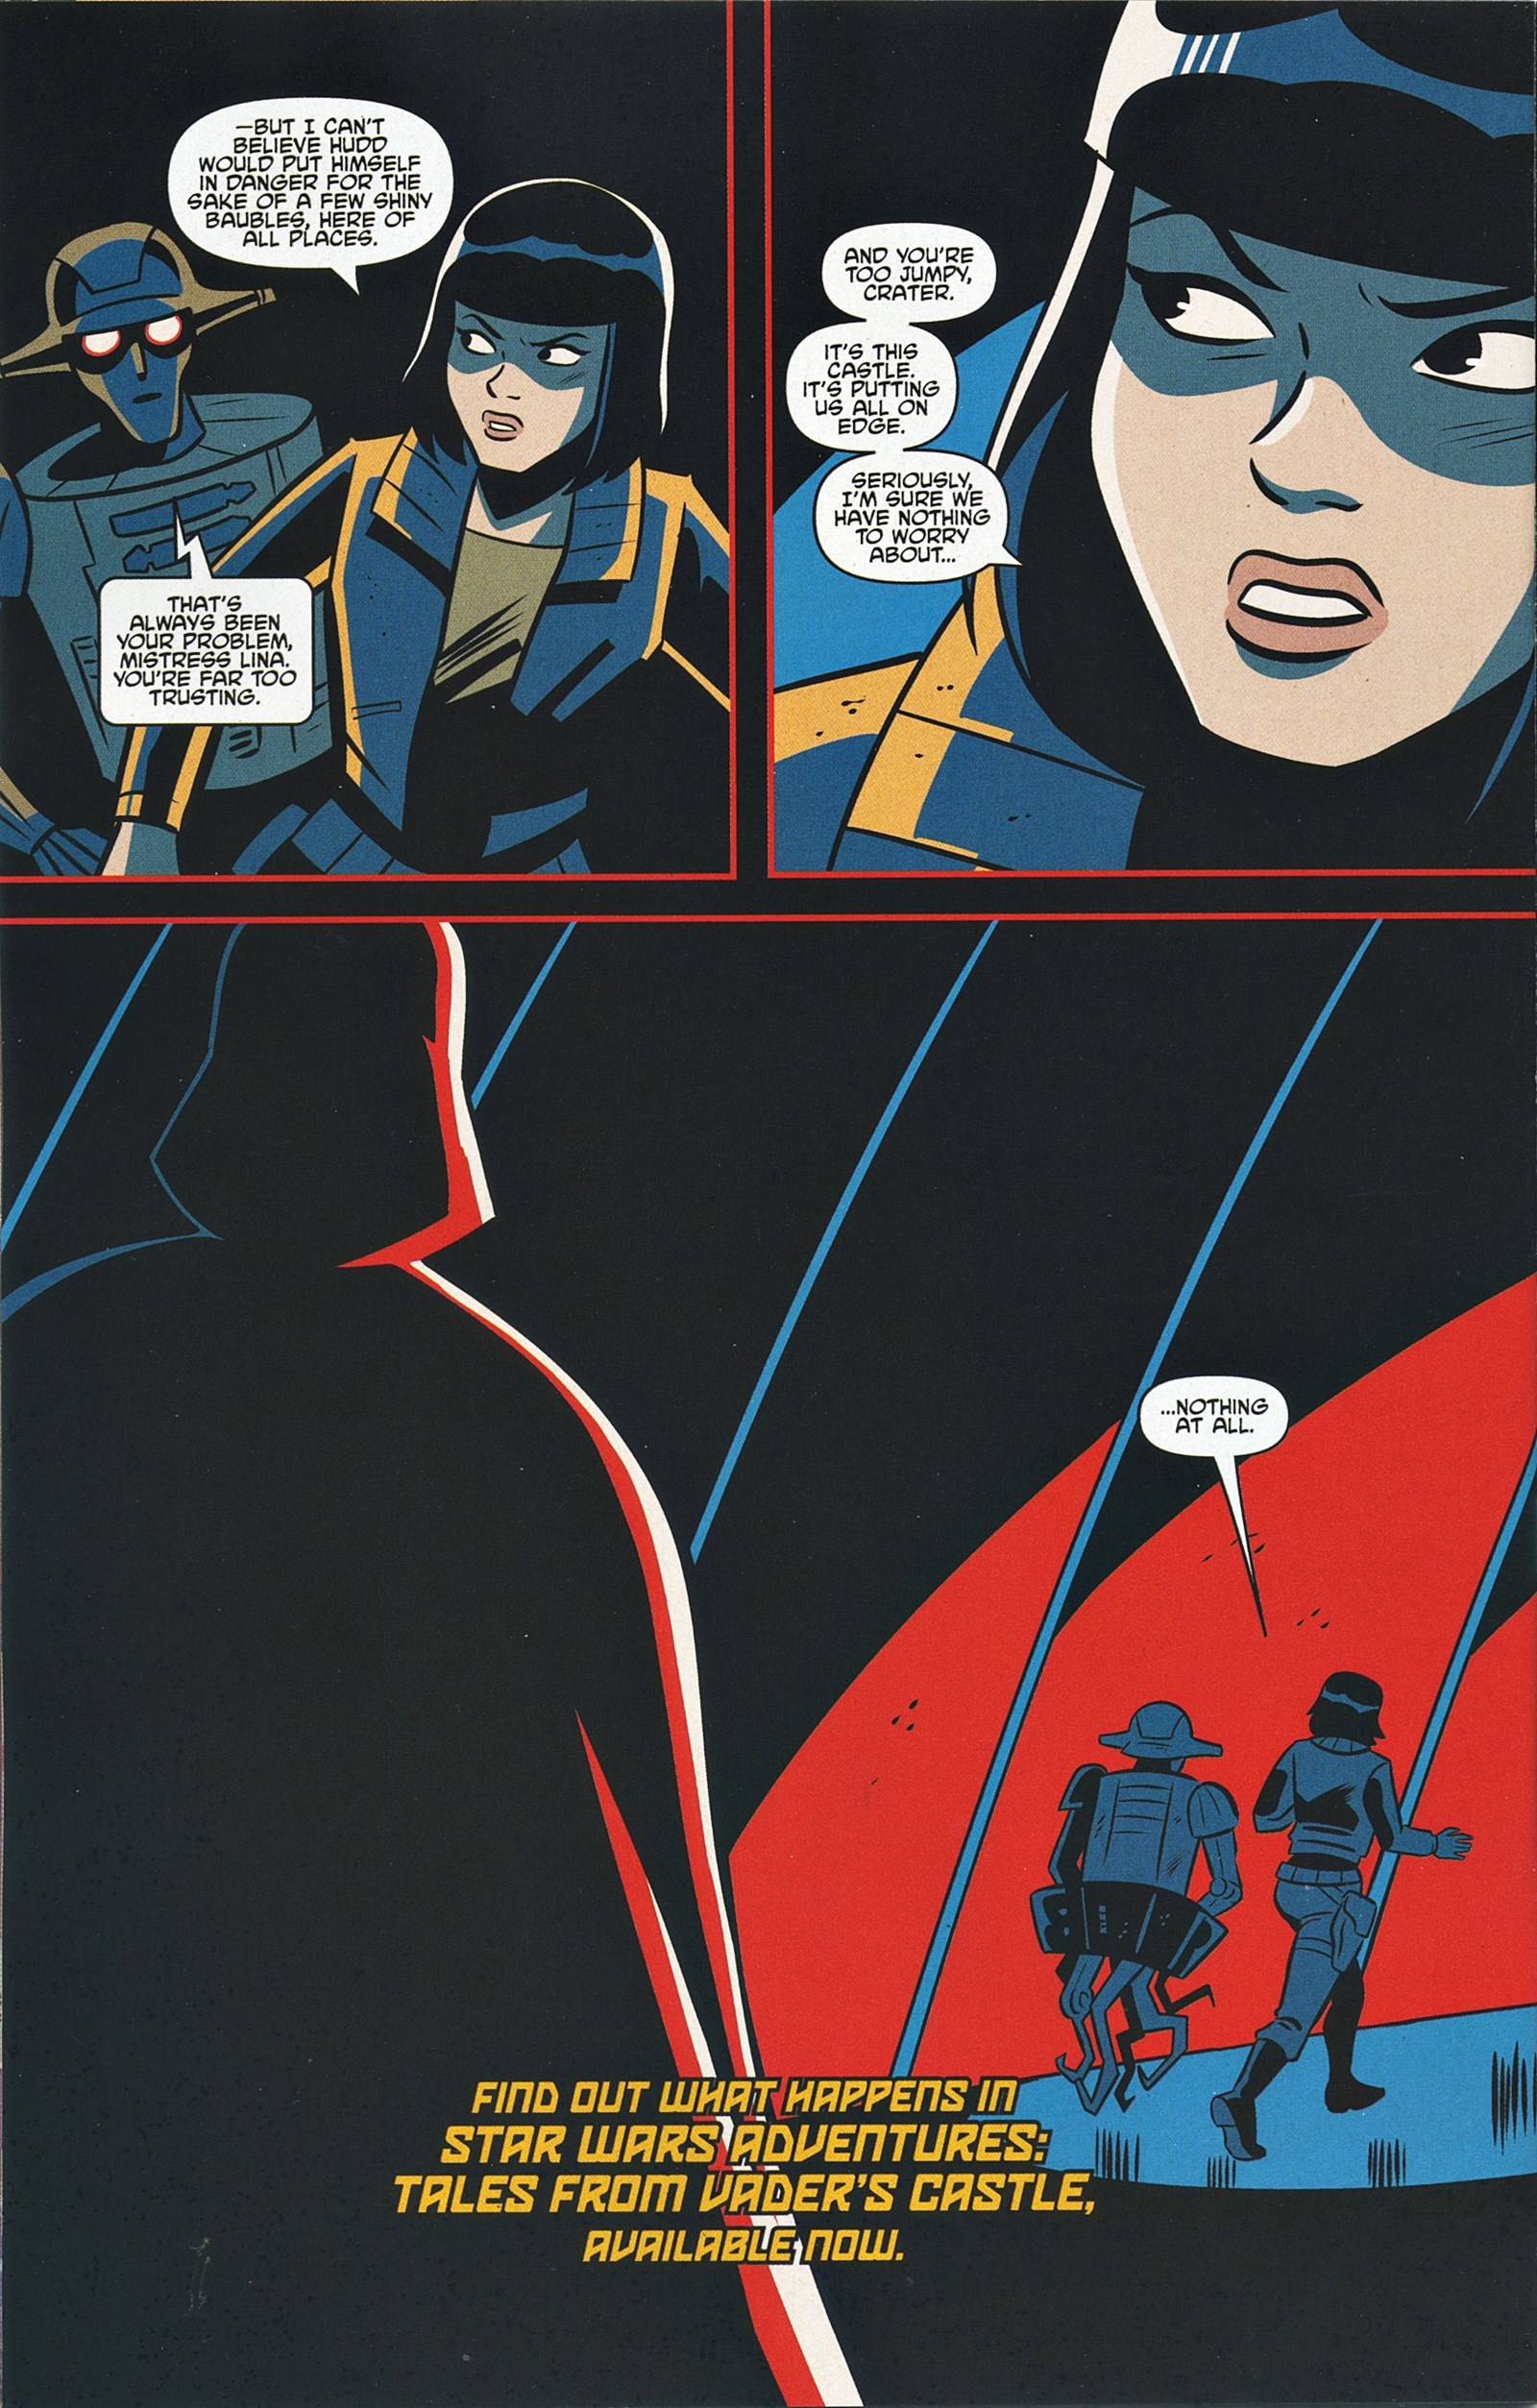 —BUT I CAN'T
BELIEVE HUDD
WOULD PUT HIMSELF
IN DANGER FOR THE
SAKE OF A FEW SHINY
BAUBLES, HERE OF
ALL PLACES.
THAT'S
ALWAYS BEEN
YOUR PROBLEM,
MISTRESS LINA.
YOU'RE FAR TOO
TRUSTING.
AND YOU'RE
TOO JUMPY,
CRATER.
IT'S THIS
CASTLE.
IT'S PUTTING
US ALL ON
EDGE.
SERIOUSLY,
I'M SURE WE
HAVE NOTHING
TO WORRY
ABOUT...
...NOTHING
AT ALL.
FIND OUT WHAT HAPPENS IN
STAR WARS ADVENTURES:
TALES FROM VADER'S CASTLE,
AVAILABLE NOW.